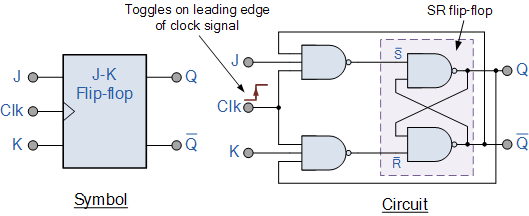 Toggles on leading edge
of clock signal
SR flip-flop
J
Clk
K
J-K
Flip-flop
Q
Q̅
Symbol
J
Clk
K
S̅
R̅
Q
Q̅
Circuit